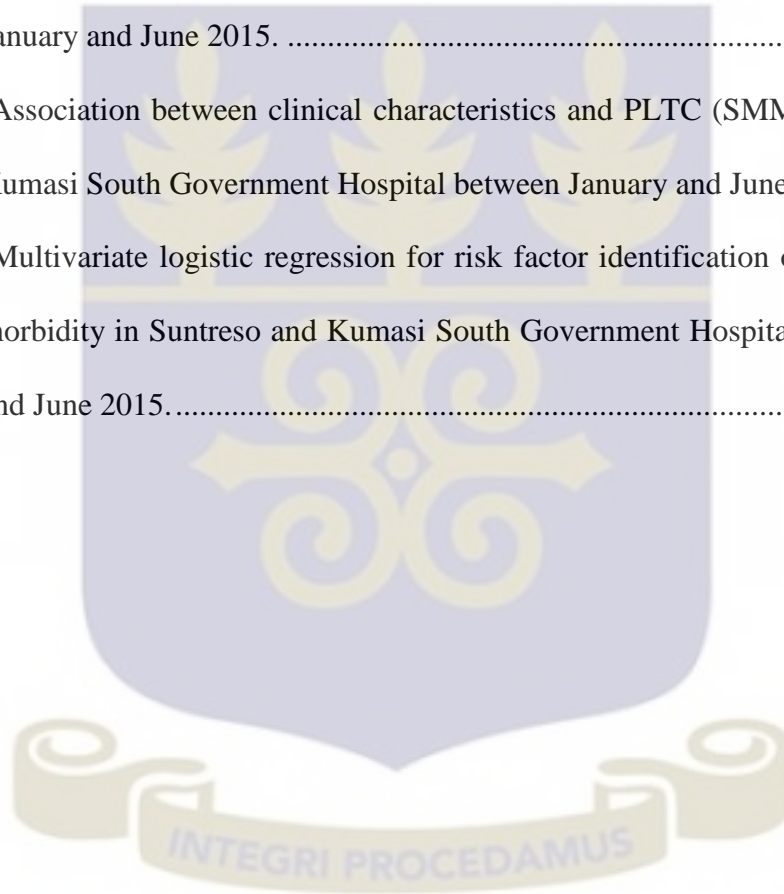 anuary and June 2015. ......................................................................
Association between clinical characteristics and PLTC (SMM
Kumasi South Government Hospital between January and June
Multivariate logistic regression for risk factor identification
morbidity in Suntreso and Kumasi South Government Hospita
nd June 2015. ..............................................................................
INTEGRI PROCEDAMUS